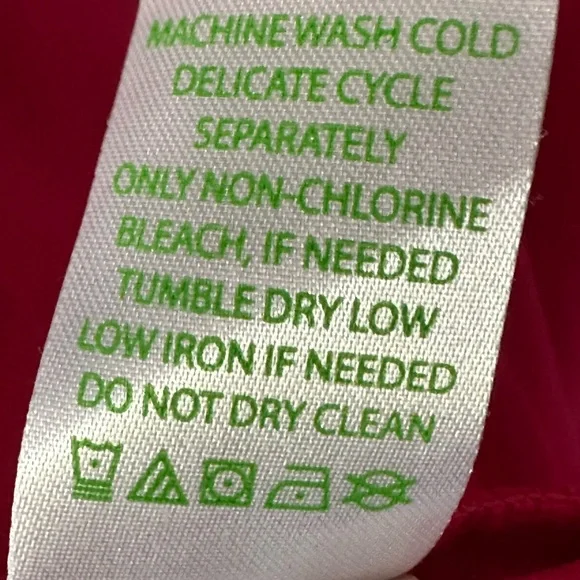 MACHINE WASH COLD
DELICATE CYCLE
SEPARATELY
ONLY NON-CHLORINE
BLEACH, IF NEEDED
TUMBLE DRY LOW
LOW IRON IF NEEDED
DO NOT DRY CLEAN